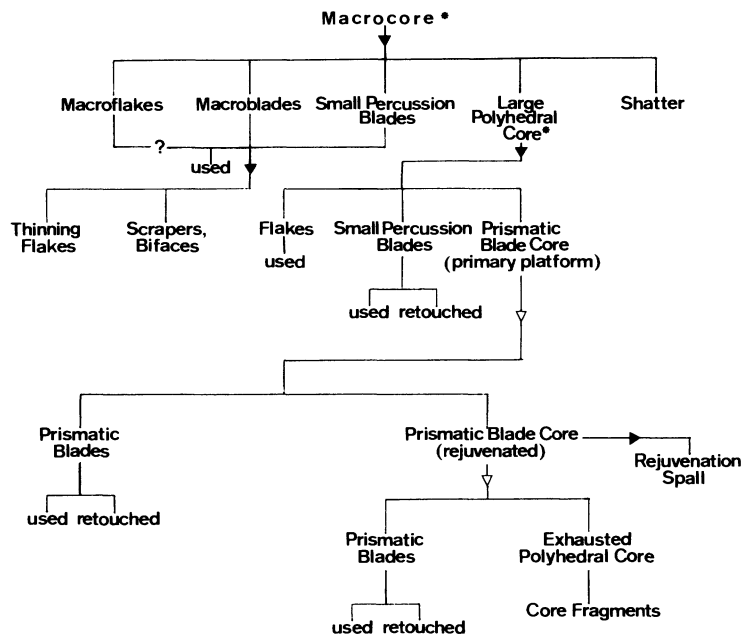 Macrocore *
Macroflakes Macroblades Small Percussion Blades Large Polyhedral Core* Shatter
?
used
Thinning Flakes
Scrapers, Bifaces
Flakes
used
Small Percussion Blades
Prismatic Blade Core (primary platform)
used retouched
Prismatic
Blades
used retouched
Prismatic Blade Core
(rejuvenated)
Rejuvenation
Spall
Prismatic
Blades
used retouched
Exhausted
Polyhedral Core
Core Fragments